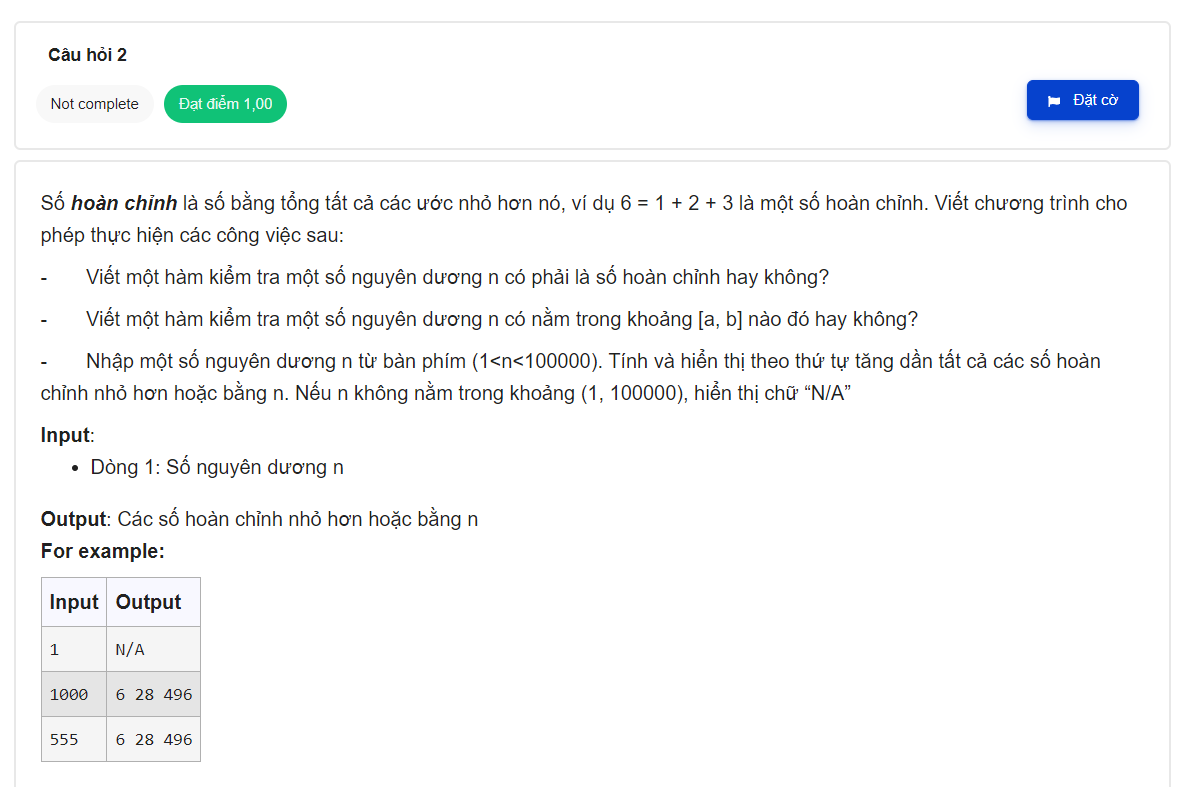 Câu hỏi 2
Not complete
Đạt điểm 1,00
Đặt cờ
Số hoàn chỉnh là số bằng tổng tất cả các ước nhỏ hơn nó, ví dụ 6 = 1 + 2 + 3 là một số hoàn chỉnh. Viết chương trình cho
phép thực hiện các công việc sau:
- Viết một hàm kiểm tra một số nguyên dương n có phải là số hoàn chỉnh hay không?
- Viết một hàm kiểm tra một số nguyên dương n có nằm trong khoảng [a, b] nào đó hay không?
- Nhập một số nguyên dương n từ bàn phím (1<n<100000). Tính và hiển thị theo thứ tự tăng dần tất cả các số hoàn
chỉnh nhỏ hơn hoặc bằng n. Nếu n không nằm trong khoảng (1, 100000), hiển thị chữ “N/A”
Input:
• Dòng 1: Số nguyên dương n
Output: Các số hoàn chỉnh nhỏ hơn hoặc bằng n
For example:
Input Output
1 N/A
1000 6 28 496
555 6 28 496